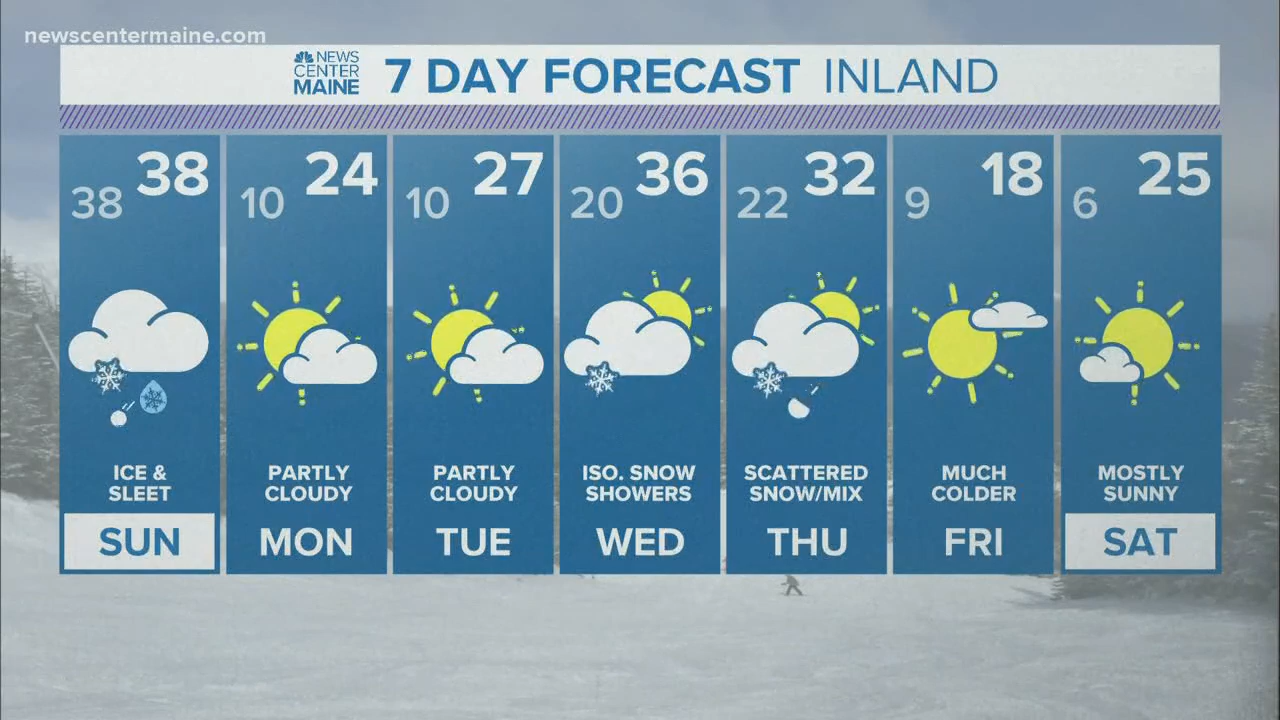 newscentermaine.com
NEWS
CENTER
MAINE
7 DAY FORECAST INLAND
38 38
10 24
10 27
20 36
22 32
9 18
6 25
ICE &
SLEET
SUN
PARTLY
CLOUDY
MON
PARTLY
CLOUDY
TUE
ISO. SNOW
SHOWERS
WED
SCATTERED
SNOW/MIX
THU
MUCH
COLDER
FRI
MOSTLY
SUNNY
SAT